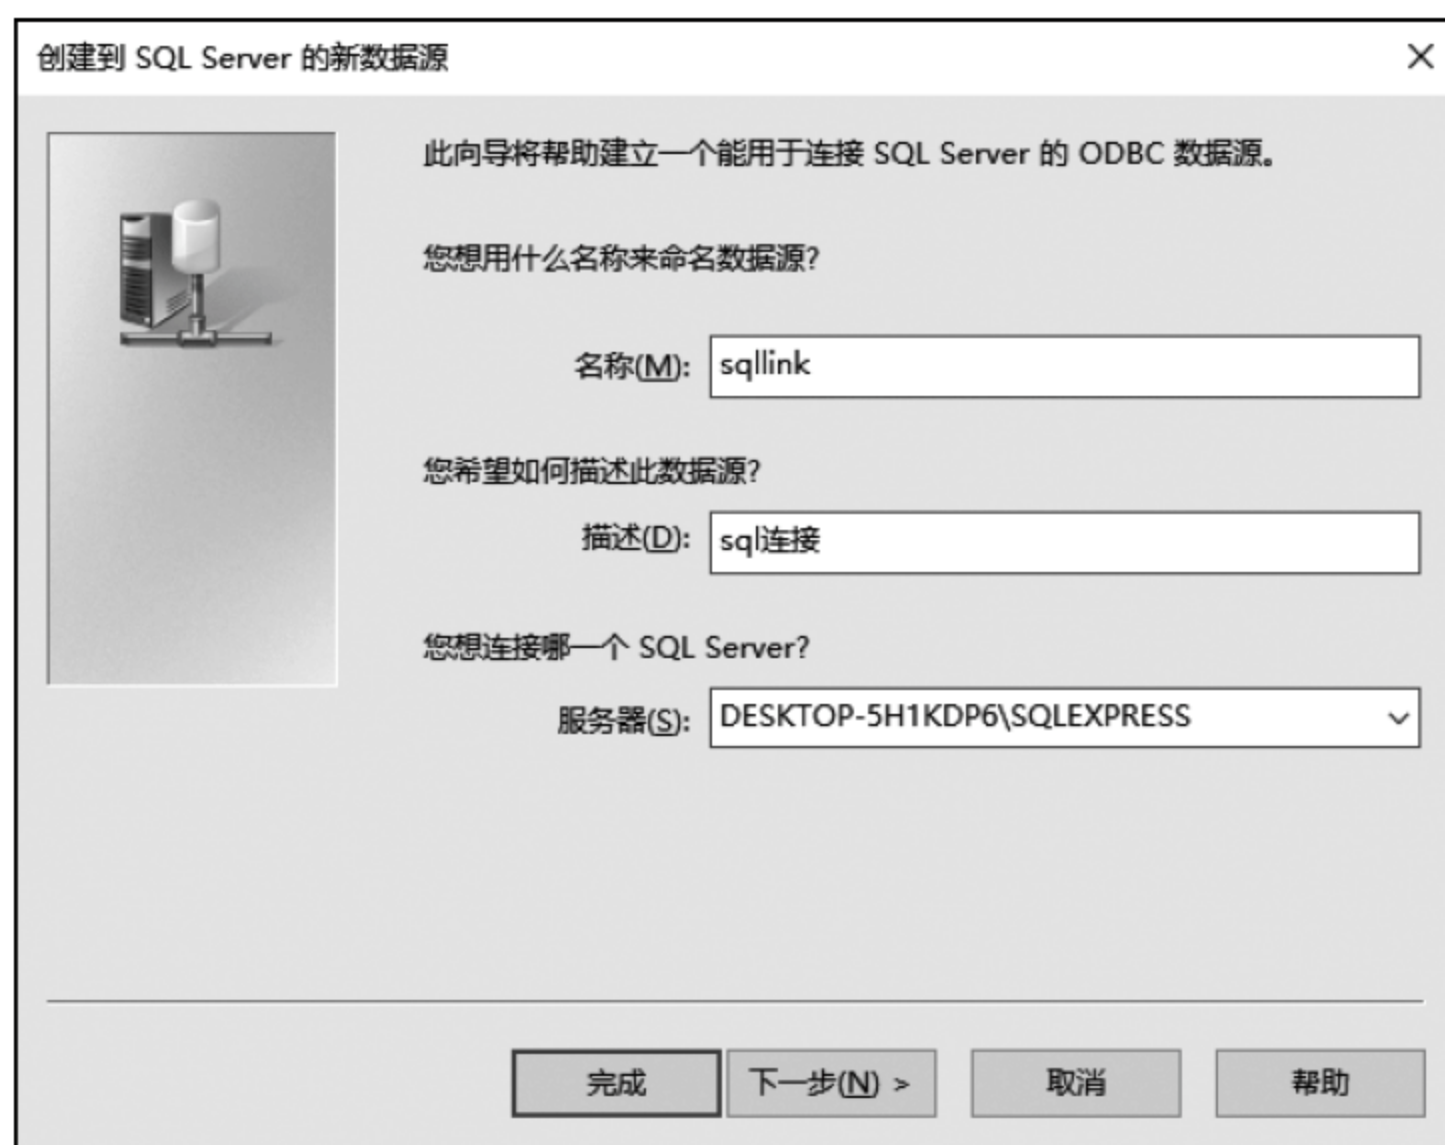 创建到 SQL Server 的新数据源
此向导将帮助建立一个能用于连接 SQL Server 的 ODBC 数据源。
您想用什么名称来命名数据源?
名称(M): sqllink
您希望如何描述此数据源?
描述(D): sql连接
您想连接哪一个 SQL Server?
服务器(S): DESKTOP-5H1KDP6\SQLEXPRESS
完成 下一步(N) > 取消 帮助